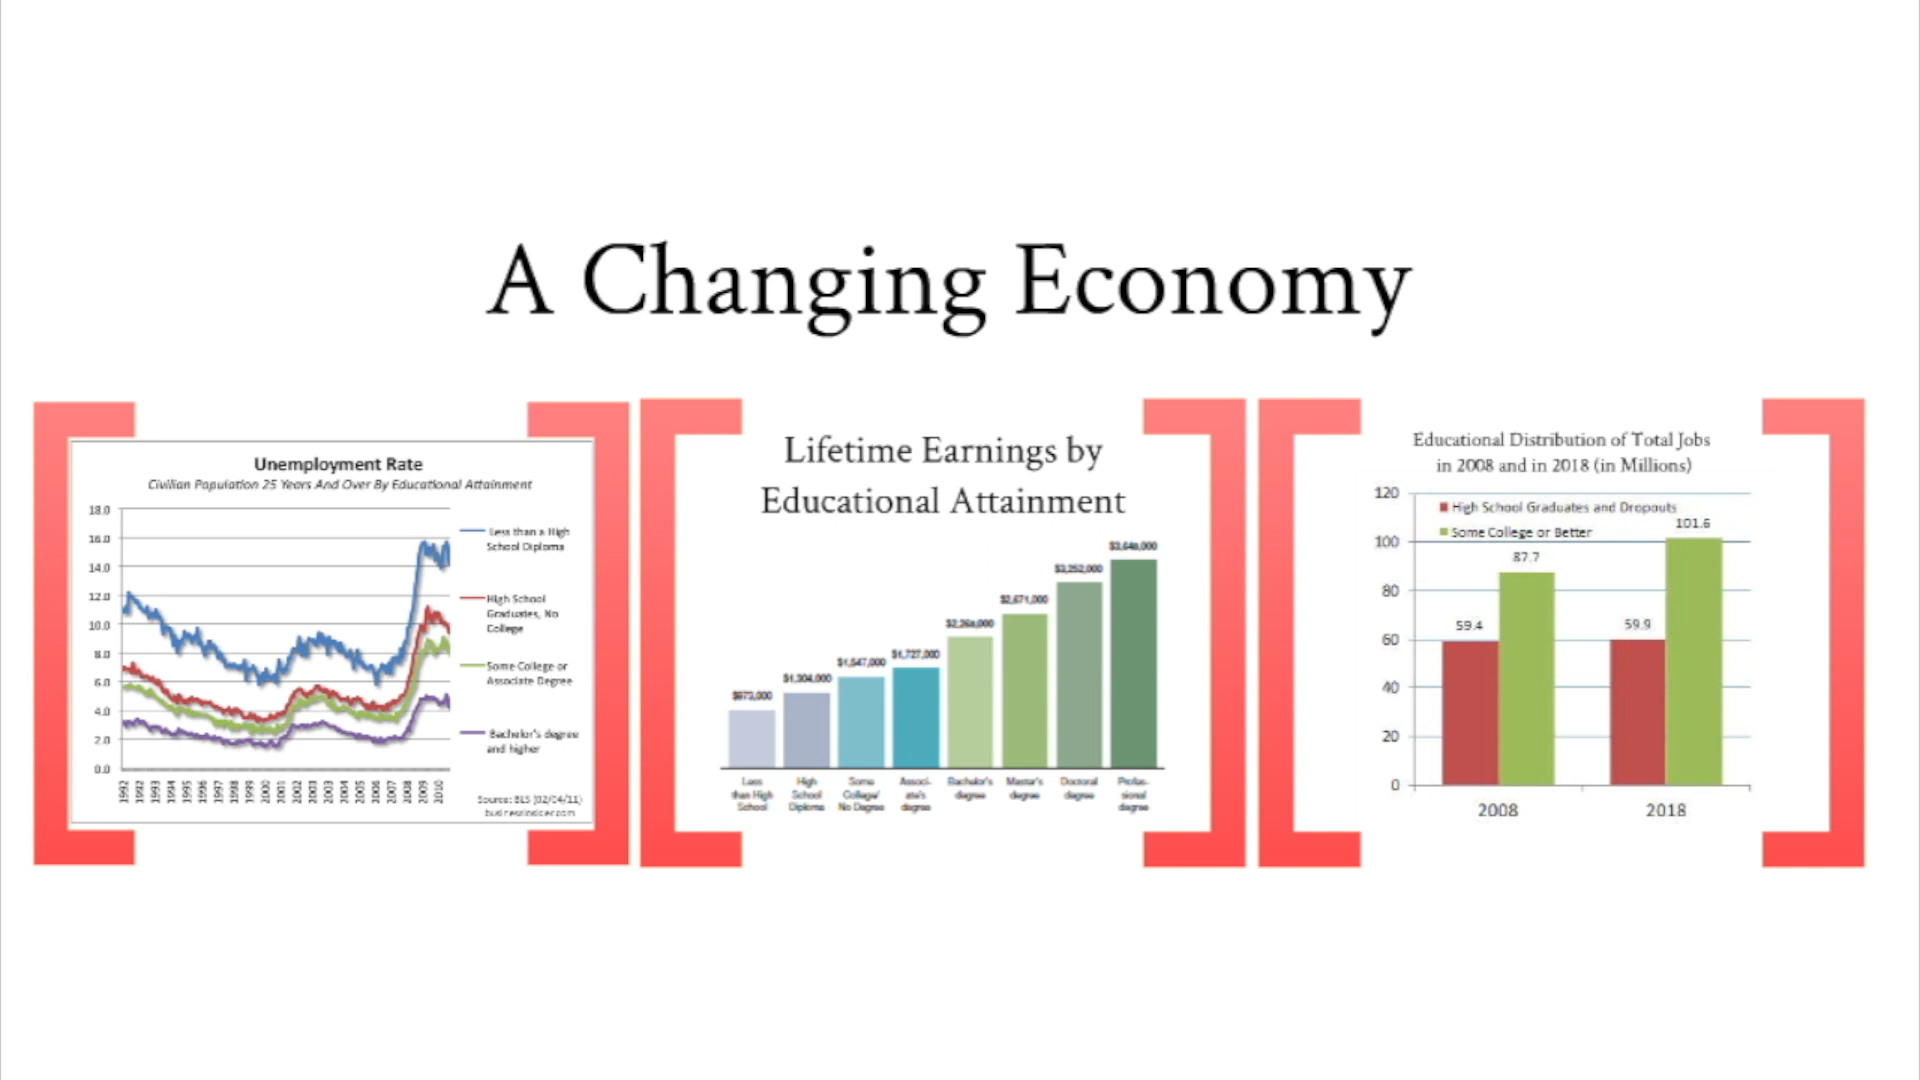 A Changing Economy
Unemployment Rate
Civilian Population 25 Years And Over By Educational Attainment
18.0
16.0
14.0
12.0
10.0
8.0
6.0
4.0
2.0
0.0
1992 1992 1993 1994 1995 1996 1997 1998 1999 2000 2001 2002 2003 2003 2004 2005 2006 2007 2008 2009 2010
Less than a High
School Diploma
High School
Graduates, No
College
Some College or
Associate Degree
Bachelor's degree
and higher
Source: BLS (02/04/11)
businessinsider.com
Lifetime Earnings by
Educational Attainment
$973,000
$1,304,000
$1,547,000
$1,727,000
$2,268,000
$2,671,000
$3,252,000
$3,648,000
Less
than High
School
High
School
Diploma
Some
College/
No Degree
Associ-
ate's
degree
Bachelor's
degree
Master's
degree
Doctoral
degree
Profes-
sional
degree
Educational Distribution of Total Jobs
in 2008 and in 2018 (in Millions)
120
100
80
60
40
20
0
High School Graduates and Dropouts
Some College or Better
59.4
87.7
59.9
101.6
2008
2018